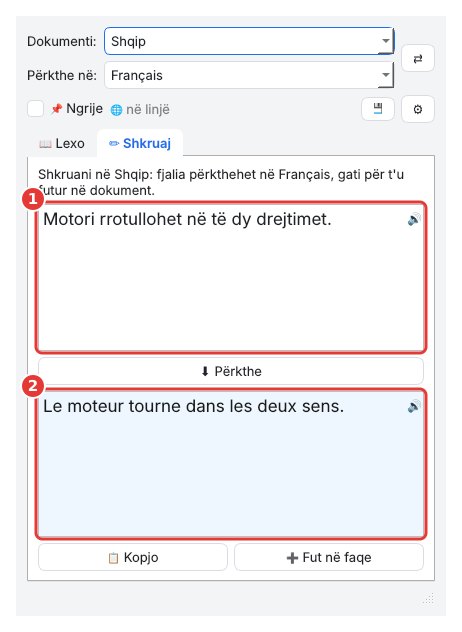 Dokumenti: Shqip
Përkthe në: Français
⇄
📌 Ngrije 🌐 në linjë 💾 ⚙
📖 Lexo ✏ Shkruaj
Shkruani në Shqip: fjalia përkthehet në Français, gati për t'u
futur në dokument.
1
Motori rrotullohet në të dy drejtimet. 🔊
⬇ Përkthe
2
Le moteur tourne dans les deux sens. 🔊
📋 Kopjo ➕ Fut në faqe